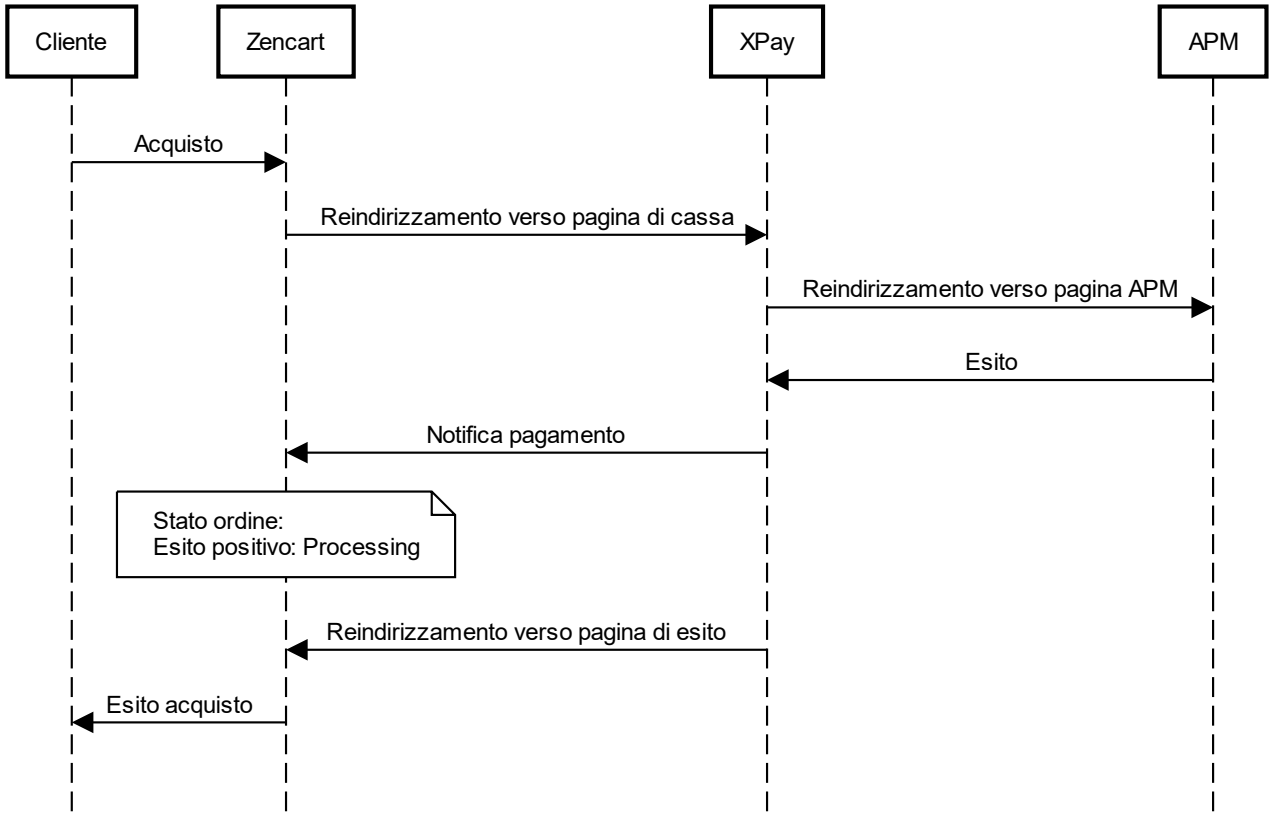 Cliente
Zencart
XPay
APM
Acquisto
Reindirizzamento verso pagina di cassa
Reindirizzamento verso pagina APM
Esito
Notifica pagamento
Stato ordine:
Esito positivo: Processing
Reindirizzamento verso pagina di esito
Esito acquisto